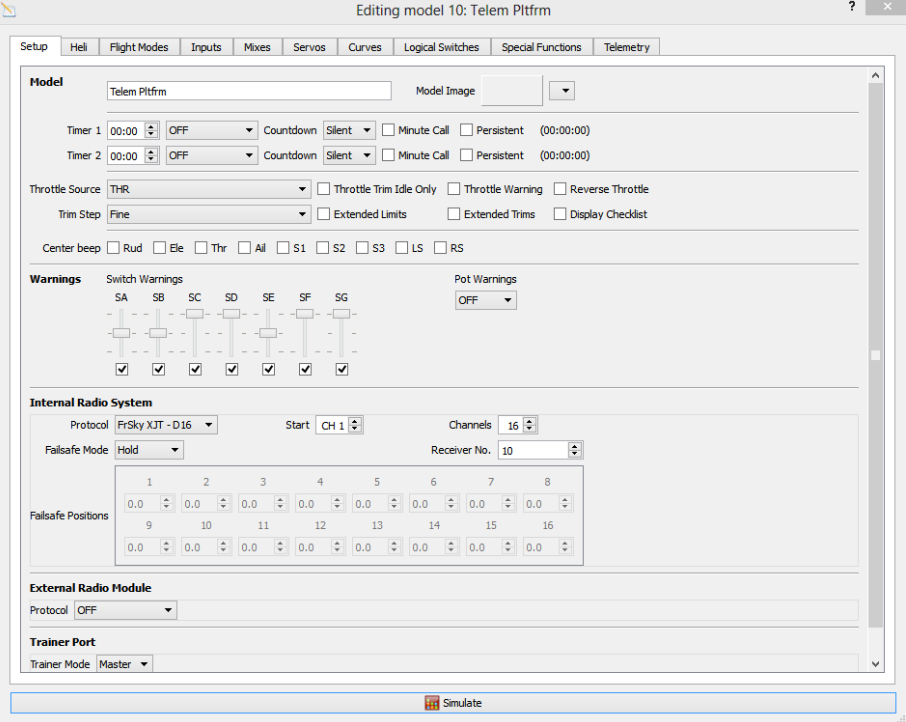 Editing model 10: Telem Pltfrm
? ×
Setup Heli Flight Modes Inputs Mixes Servos Curves Logical Switches Special Functions Telemetry
Model
Telem Pltfrm Model Image
Timer 1 00:00 OFF Countdown Silent Minute Call Persistent (00:00:00)
Timer 2 00:00 OFF Countdown Silent Minute Call Persistent (00:00:00)
Throttle Source THR Throttle Trim Idle Only Throttle Warning Reverse Throttle
Trim Step Fine Extended Limits Extended Trims Display Checklist
Center beep Rud Ele Thr Ail S1 S2 S3 LS RS
Warnings Switch Warnings Pot Warnings
SA SB SC SD SE SF SG OFF
Internal Radio System
Protocol FrSky XJT - D16 Start CH 1 Channels 16
Failsafe Mode Hold Receiver No. 10
1 2 3 4 5 6 7 8
0.0 0.0 0.0 0.0 0.0 0.0 0.0 0.0
Failsafe Positions
9 10 11 12 13 14 15 16
0.0 0.0 0.0 0.0 0.0 0.0 0.0 0.0
External Radio Module
Protocol OFF
Trainer Port
Trainer Mode Master
Simulate